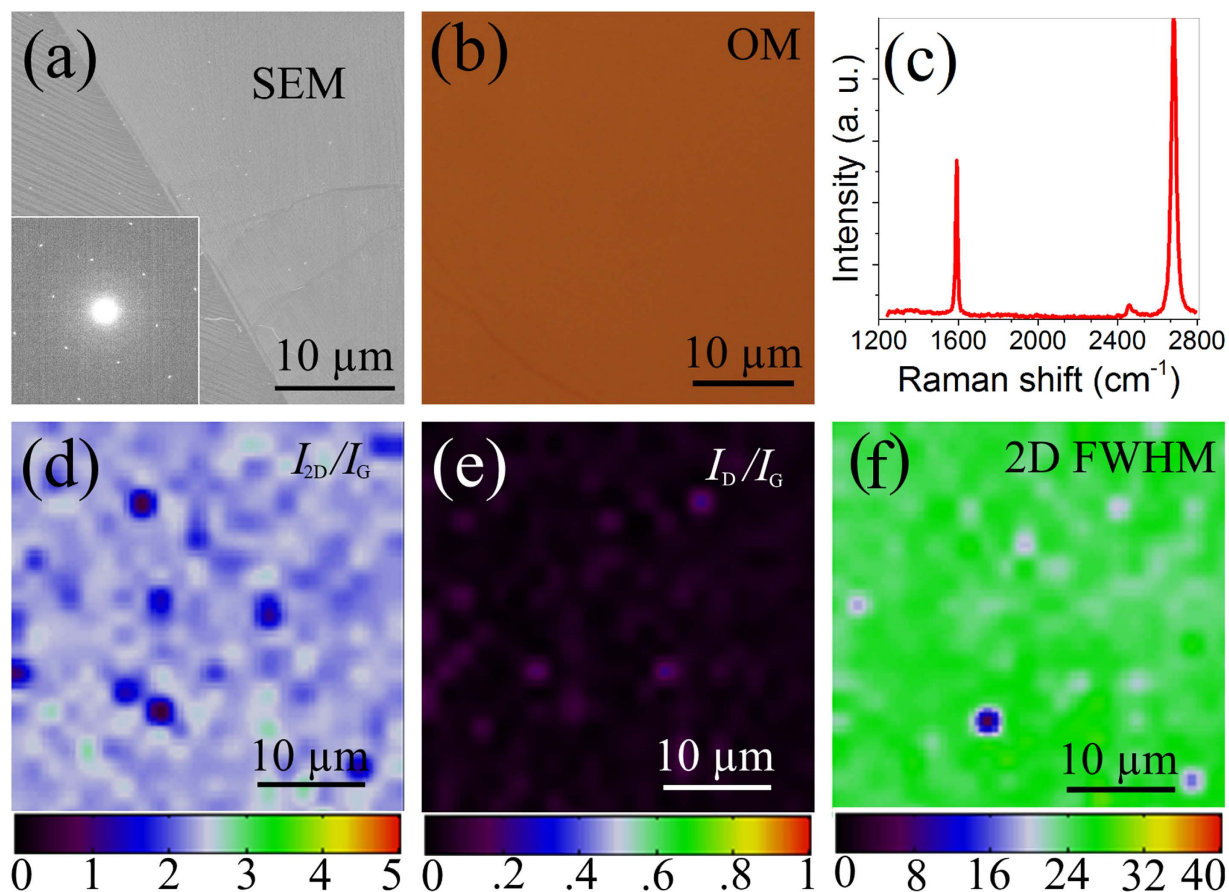 (a)
SEM
10 µm
(b)
OM
10 µm
(c)
Intensity (a. u.)
1200 1600 2000 2400 2800
Raman shift (cm⁻¹)
(d)
I2D/IG
10 µm
0 1 2 3 4 5
(e)
ID/IG
10 µm
0 .2 .4 .6 .8 1
(f)
2D FWHM
10 µm
0 8 16 24 32 40